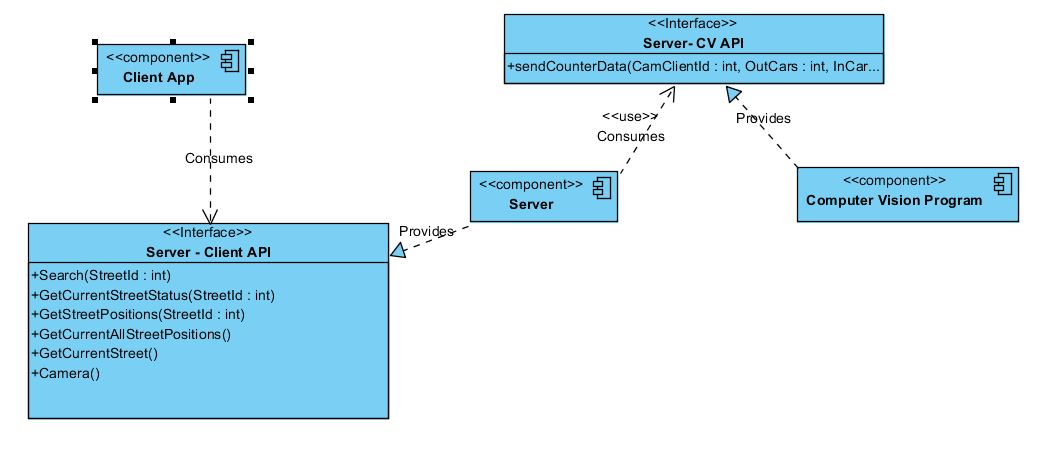 <<component>>
Client App
Consumes
<<Interface>>
Server - Client API
+Search(StreetId : int)
+GetCurrentStreetStatus(StreetId : int)
+GetStreetPositions(StreetId : int)
+GetCurrentAllStreetPositions()
+GetCurrentStreet()
+Camera()
Provides
<<component>>
Server
<<use>>
Consumes
<<Interface>>
Server- CV API
+sendCounterData(CamClientId : int, OutCars : int, InCar...
Provides
<<component>>
Computer Vision Program